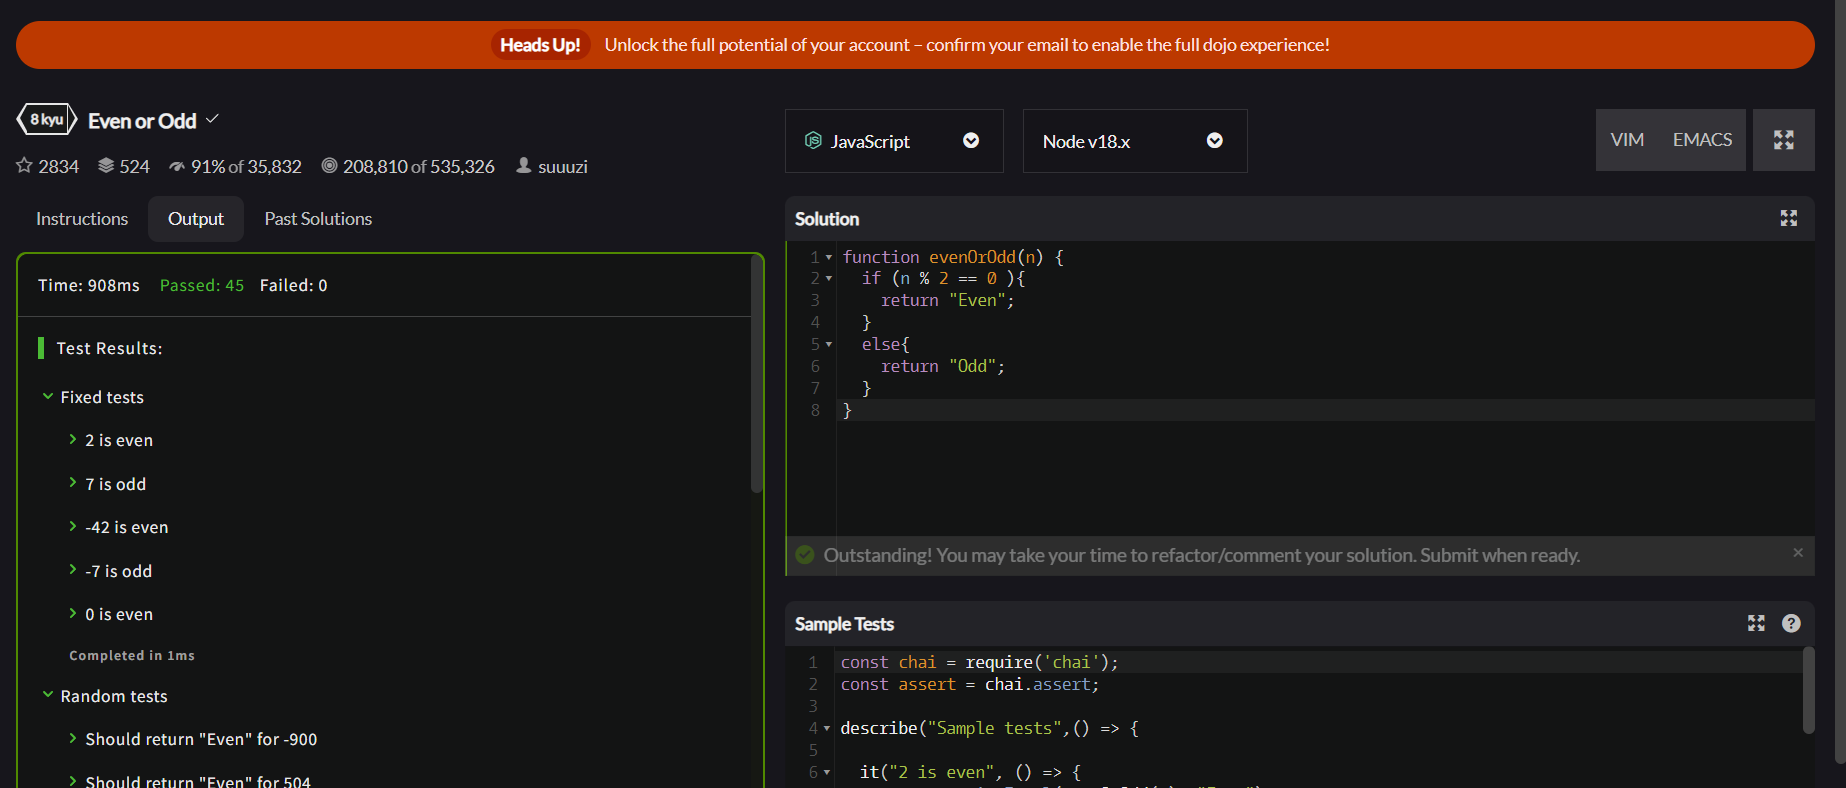 Heads Up! Unlock the full potential of your account – confirm your email to enable the full dojo experience!
8 kyu Even or Odd
2834 524 91% of 35,832 208,810 of 535,326 suuuzi
Instructions Output Past Solutions
Time: 908ms Passed: 45 Failed: 0
Test Results:
Fixed tests
2 is even
7 is odd
-42 is even
-7 is odd
0 is even
Completed in 1ms
Random tests
Should return "Even" for -900
Should return "Even" for 504
JavaScript Node v18.x VIM EMACS
Solution
1 function evenOrOdd(n) {
2 if (n % 2 == 0 ){
3 return "Even";
4 }
5 else{
6 return "Odd";
7 }
8 }
Outstanding! You may take your time to refactor/comment your solution. Submit when ready. ×
Sample Tests ?
1 const chai = require('chai');
2 const assert = chai.assert;
3
4 describe("Sample tests",() => {
5
6 it("2 is even", () => {